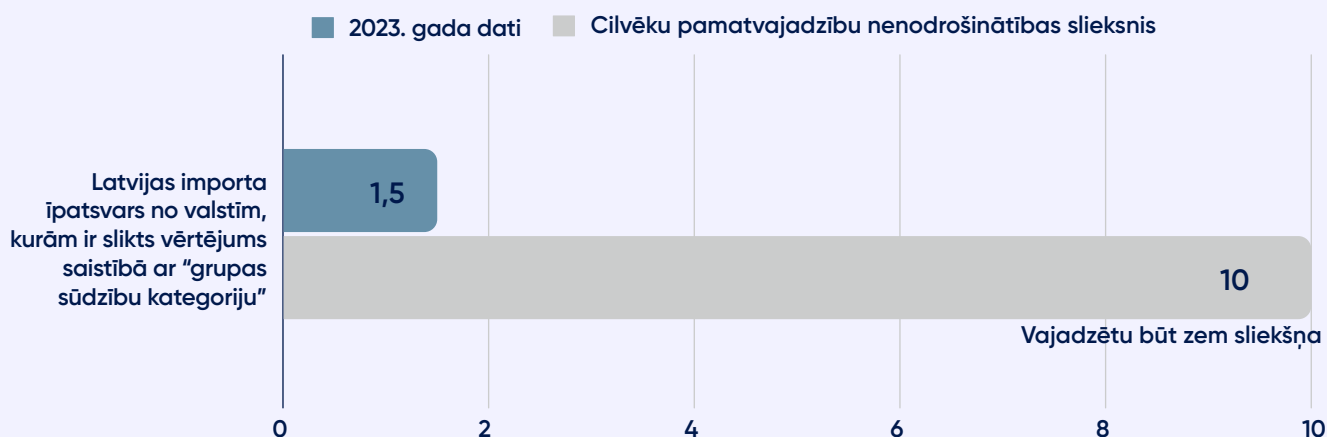 2023. gada dati
Cilvēku pamatvajadzību nenodrošinātības slieksnis
Latvijas importa
īpatsvars no valstīm,
kurām ir slikts vērtējums
saistībā ar “grupas
sūdzību kategoriju”
1,5
10
Vajadzētu būt zem sliekšņa
0 2 4 6 8 10